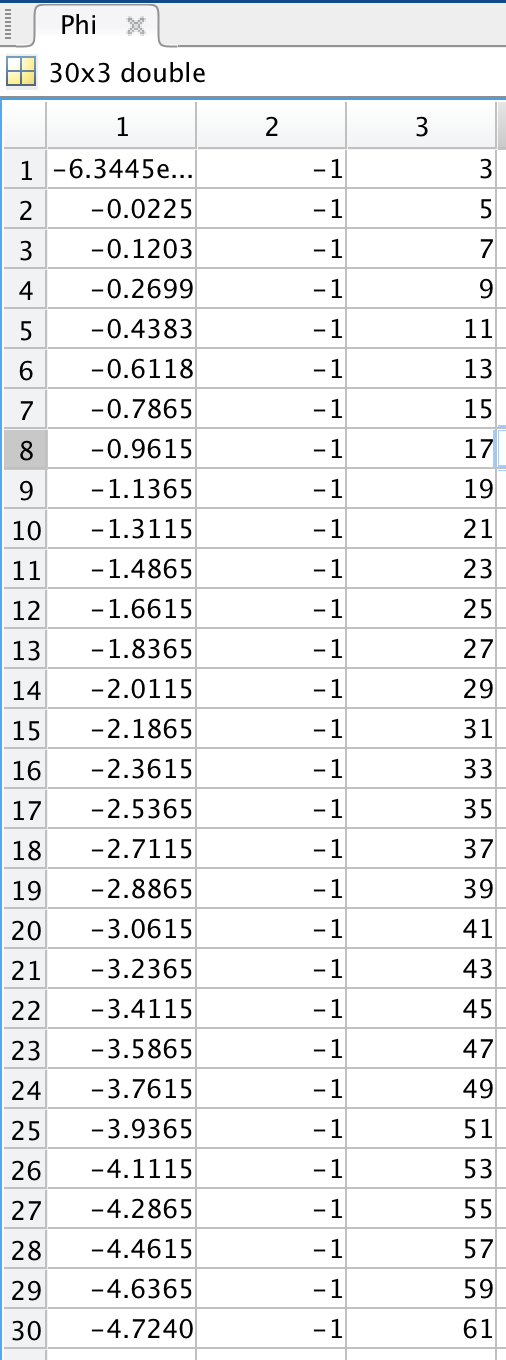 Phi
30x3 double
1 2 3
1 -6.3445e... -1 3
2 -0.0225 -1 5
3 -0.1203 -1 7
4 -0.2699 -1 9
5 -0.4383 -1 11
6 -0.6118 -1 13
7 -0.7865 -1 15
8 -0.9615 -1 17
9 -1.1365 -1 19
10 -1.3115 -1 21
11 -1.4865 -1 23
12 -1.6615 -1 25
13 -1.8365 -1 27
14 -2.0115 -1 29
15 -2.1865 -1 31
16 -2.3615 -1 33
17 -2.5365 -1 35
18 -2.7115 -1 37
19 -2.8865 -1 39
20 -3.0615 -1 41
21 -3.2365 -1 43
22 -3.4115 -1 45
23 -3.5865 -1 47
24 -3.7615 -1 49
25 -3.9365 -1 51
26 -4.1115 -1 53
27 -4.2865 -1 55
28 -4.4615 -1 57
29 -4.6365 -1 59
30 -4.7240 -1 61